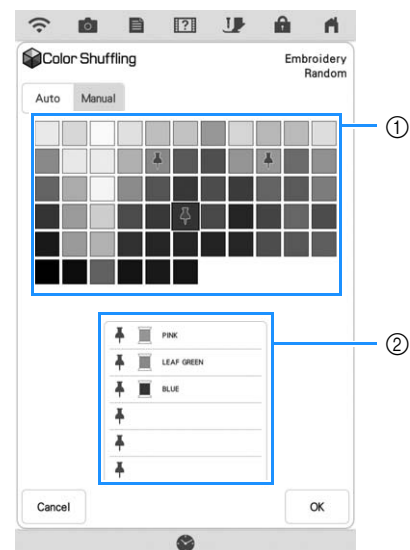 Color Shuffling
Embroidery
Random
Auto
Manual
①
PINK
LEAF GREEN
BLUE
②
Cancel
OK